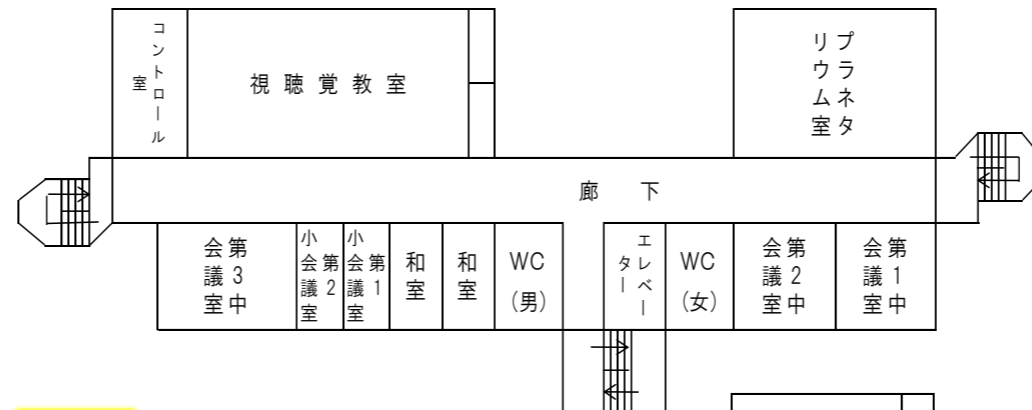 コントロール
室
視聴覚教室
プラネタ
リウム室
廊下
第3中
会議室
第2
小会議室
第1
小会議室
和室
和室
WC
(男)
エレベー
ター
WC
(女)
第2中
会議室
第1中
会議室